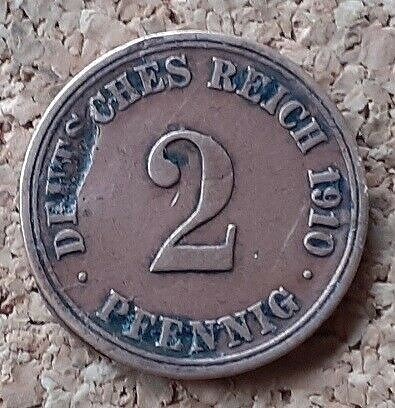 · DEUTSCHES REICH 1910 ·
2
PFENNIG